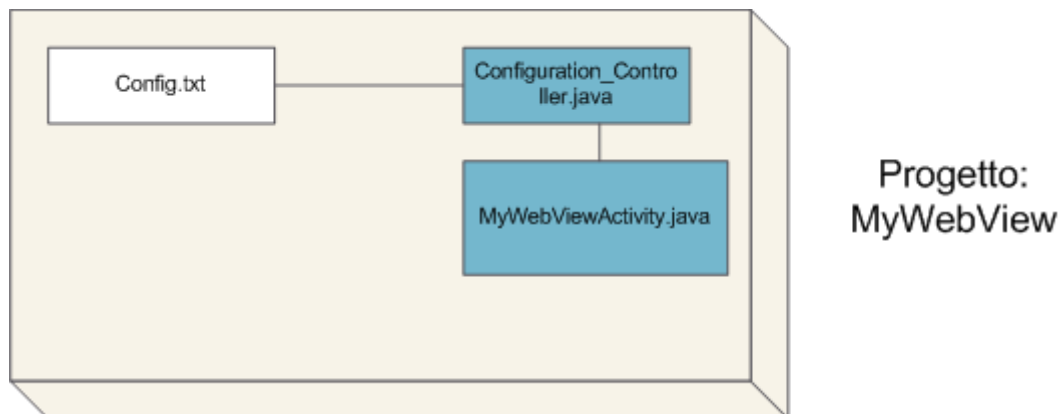 Config.txt
Configuration_Contro
ller.java
MyWebViewActivity.java
Progetto:
MyWebView